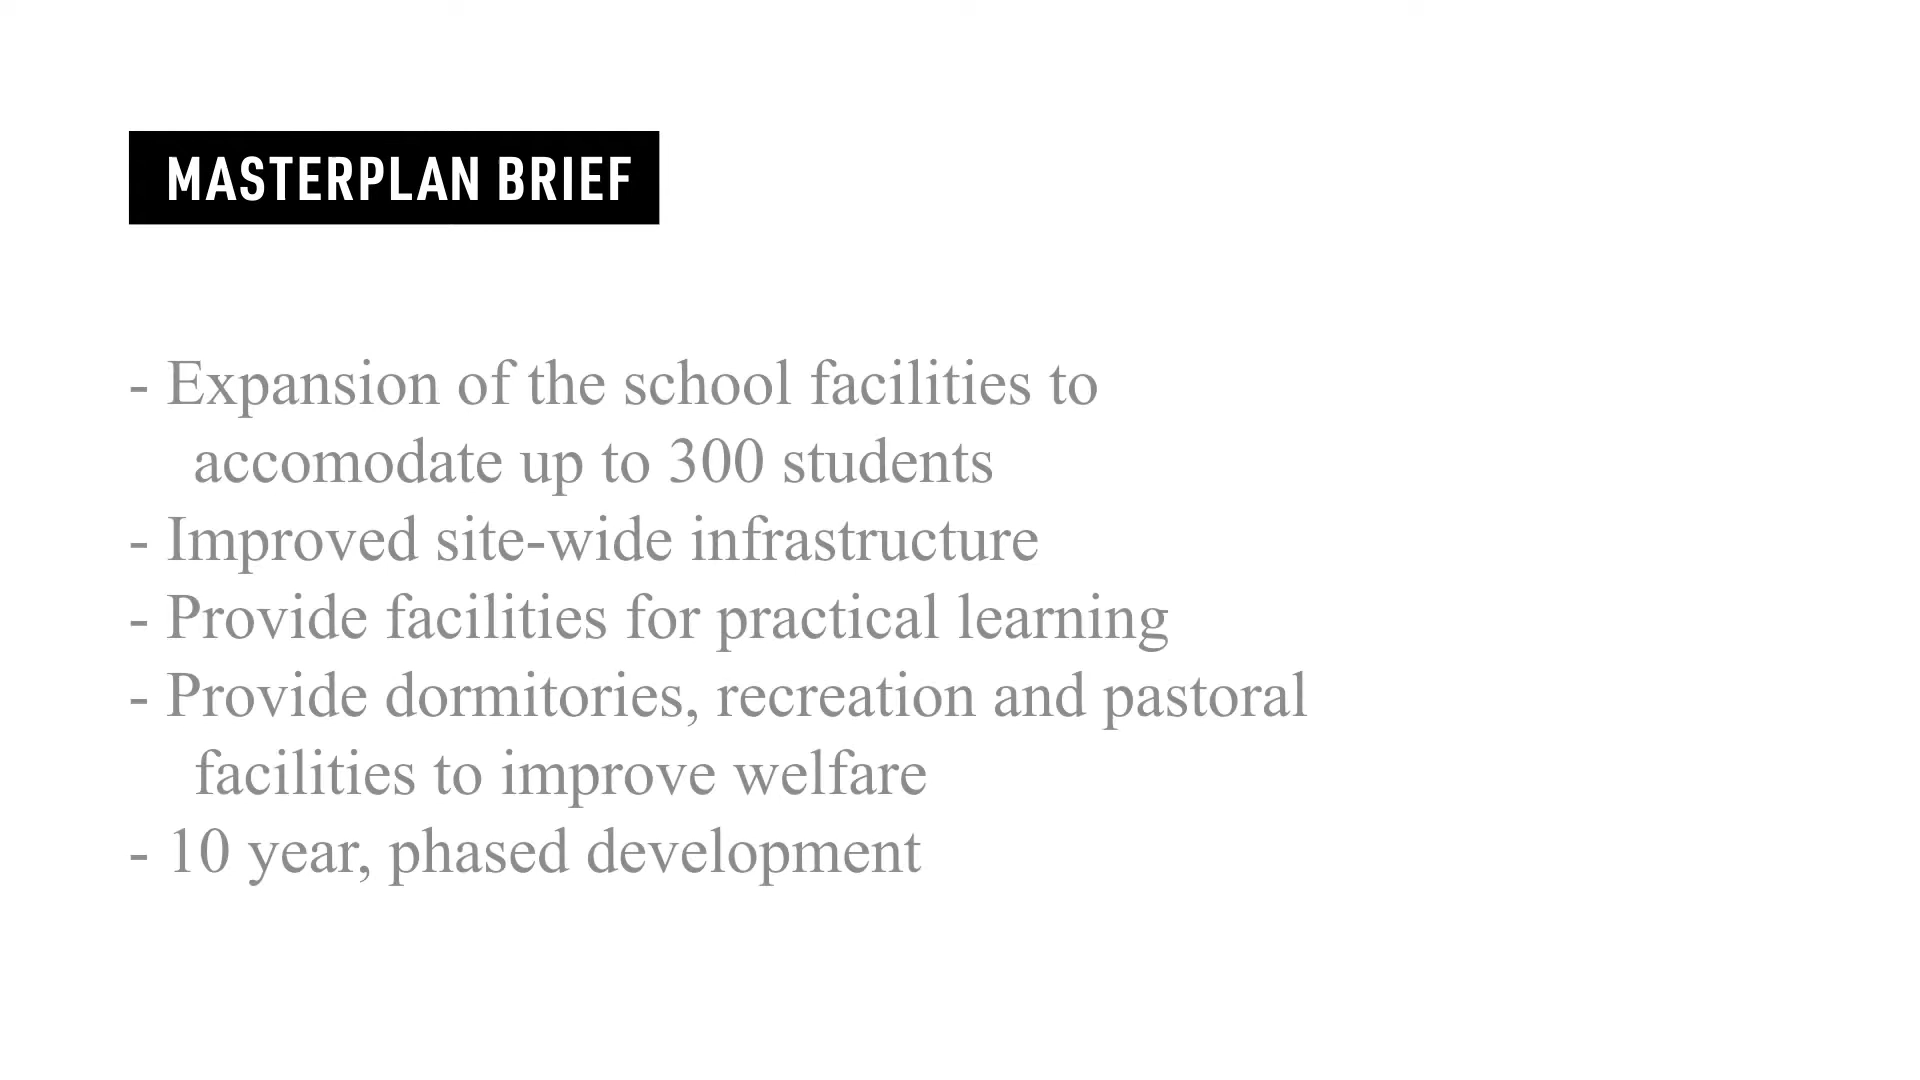 MASTERPLAN BRIEF
- Expansion of the school facilities to
accomodate up to 300 students
- Improved site-wide infrastructure
- Provide facilities for practical learning
- Provide dormitories, recreation and pastoral
facilities to improve welfare
- 10 year, phased development